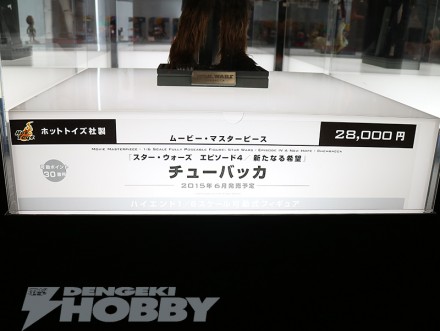 STAR WARS
ホットトイズ社製
28,000円
ムービー・マスターピース
MOVIE MASTERPIECE - 1/6 SCALE FULLY POSEABLE FIGURE: STAR WARS - EPISODE IV A NEW HOPE - CHEWBACCA
『スター・ウォーズ エピソード4／新たなる希望』
チューバッカ
2015年6月発売予定
30
DENGEKI
HOBBY